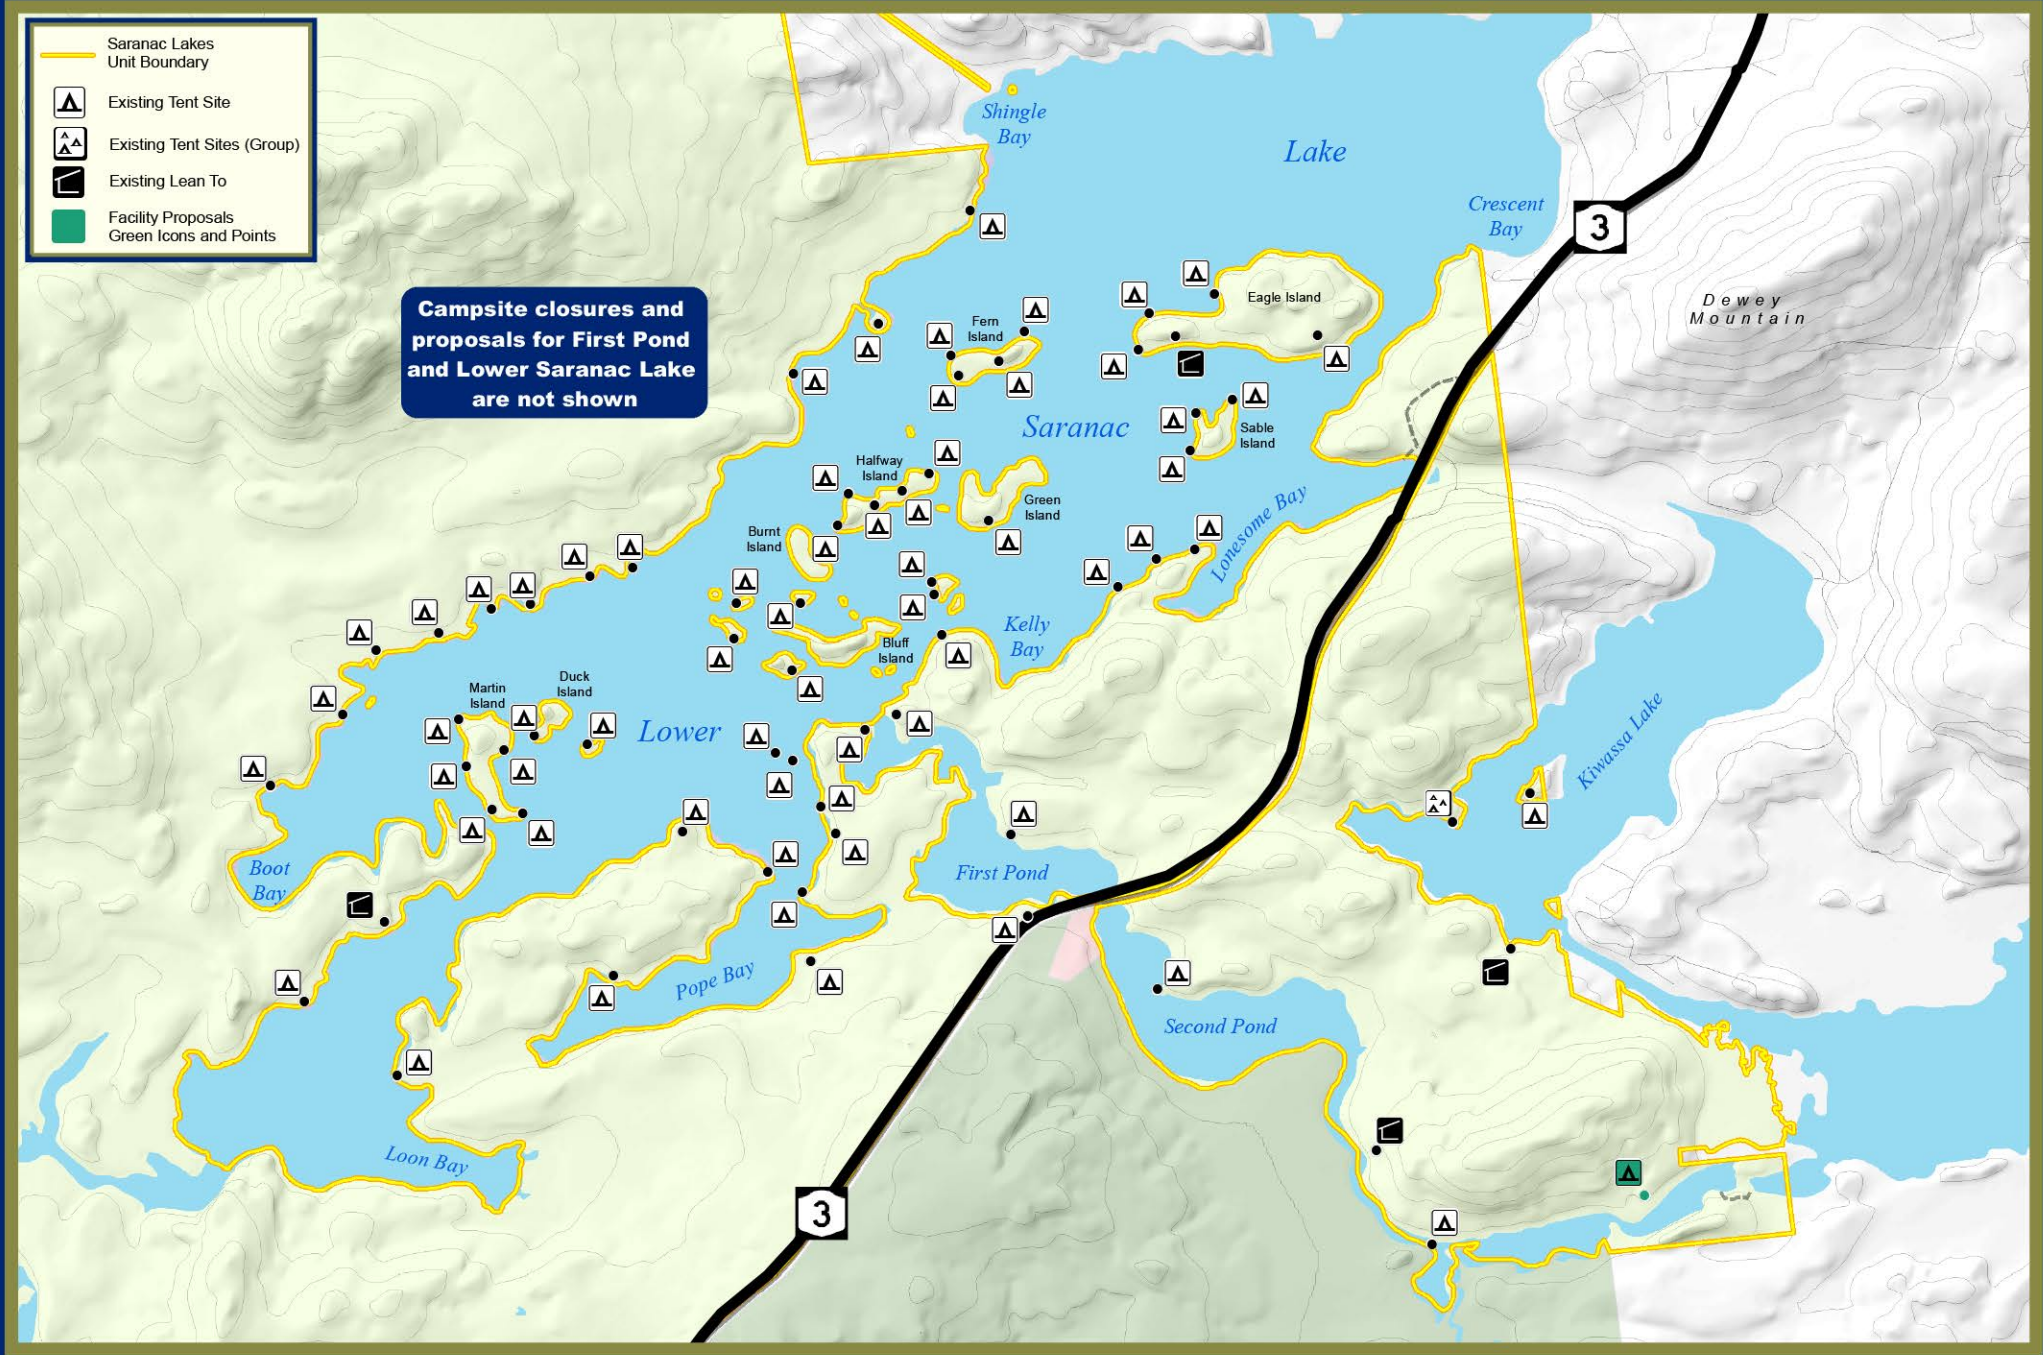 Saranac Lakes
Unit Boundary
Existing Tent Site
Existing Tent Sites (Group)
Existing Lean To
Facility Proposals
Green Icons and Points
Campsite closures and
proposals for First Pond
and Lower Saranac Lake
are not shown
Shingle
Bay
Lake
Crescent
Bay
3
Dewey
Mountain
Eagle Island
Fern
Island
Saranac
Sable
Island
Halfway
Island
Green
Island
Burnt
Island
Lonesome Bay
Kelly
Bay
Bluff
Island
Martin
Island
Duck
Island
Lower
Kiwassa Lake
Boot
Bay
First Pond
Pope Bay
Second Pond
Loon Bay
3